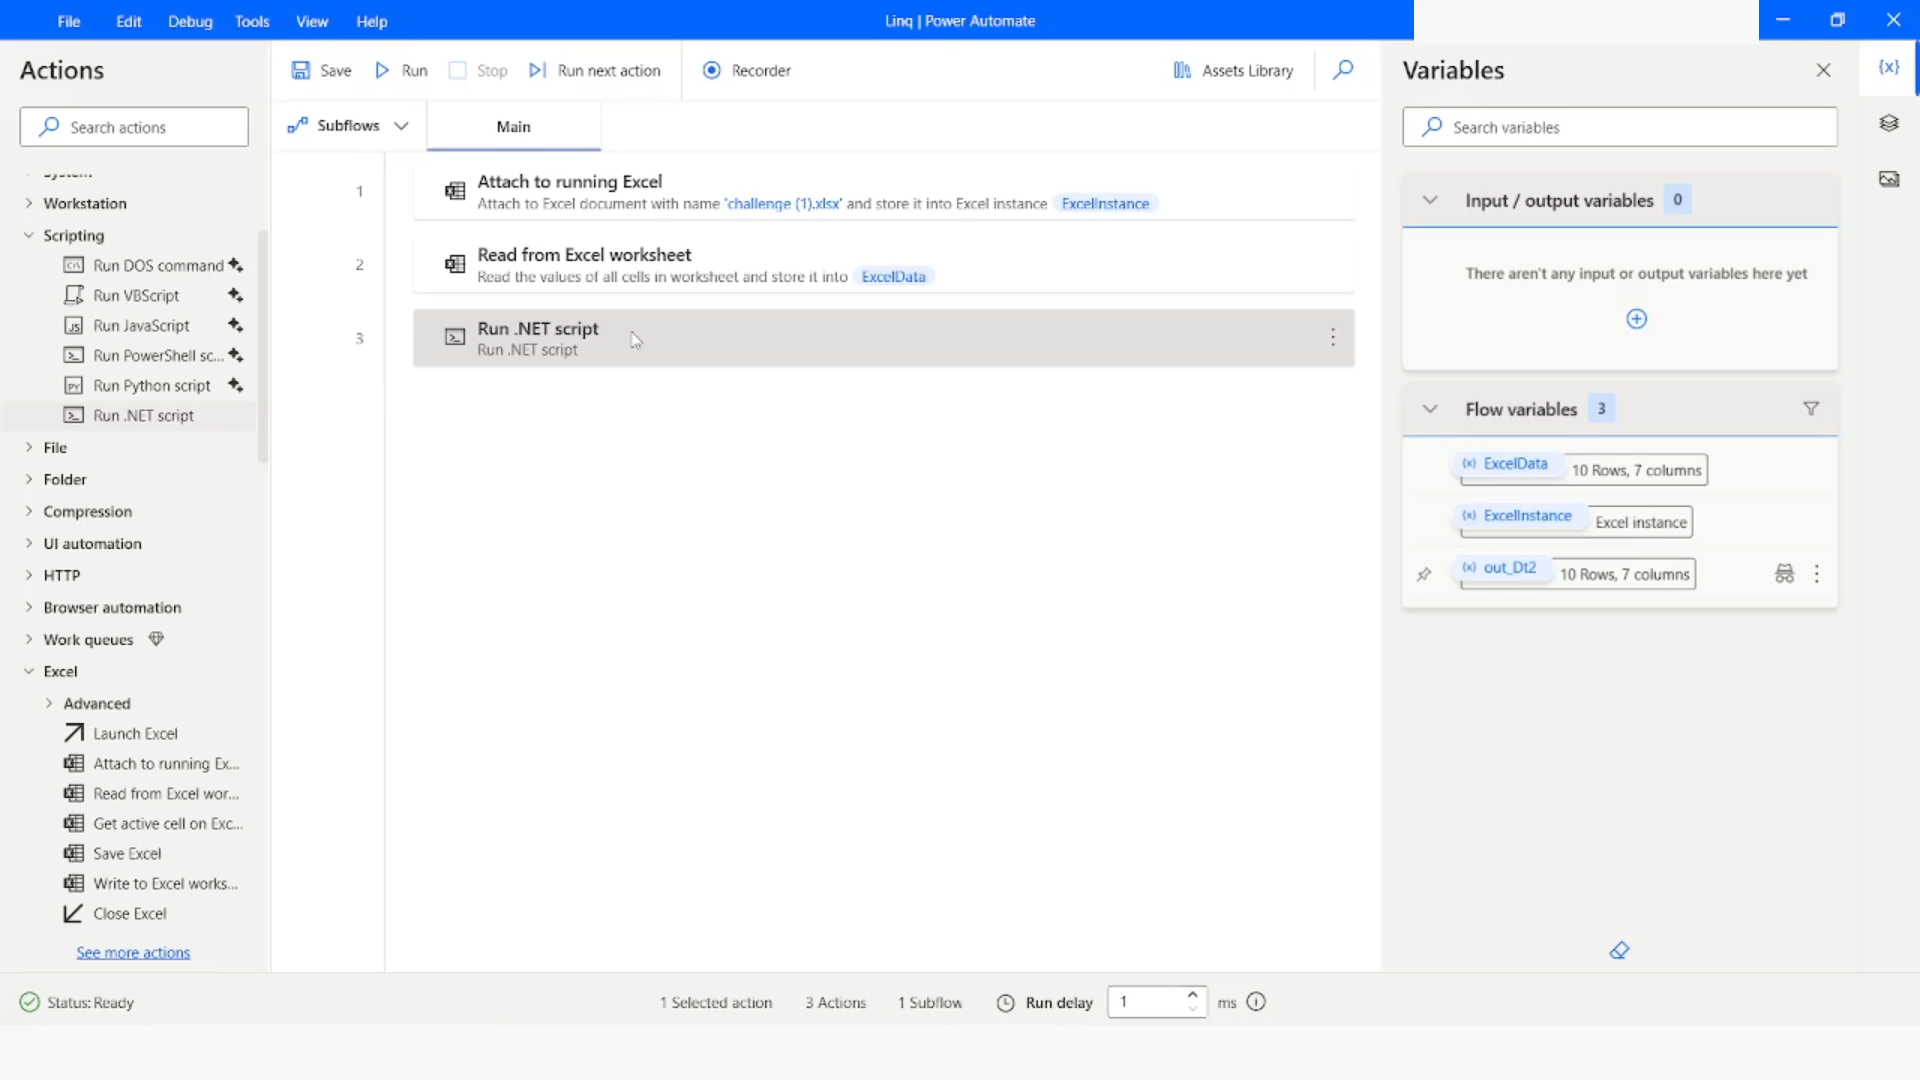 File Edit Debug Tools View Help
Linq | Power Automate
Actions
Search actions
System
Workstation
Scripting
Run DOS command
Run VBScript
JS Run JavaScript
Run PowerShell sc...
PY Run Python script
Run .NET script
File
Folder
Compression
UI automation
HTTP
Browser automation
Work queues
Excel
Advanced
Launch Excel
Attach to running Ex...
Read from Excel wor...
Get active cell on Exc...
Save Excel
Write to Excel works...
Close Excel
See more actions
Save Run Stop Run next action Recorder Assets Library
Subflows Main
1
Attach to running Excel
Attach to Excel document with name 'challenge (1).xlsx' and store it into Excel instance ExcelInstance
2
Read from Excel worksheet
Read the values of all cells in worksheet and store it into ExcelData
3
Run .NET script
Run .NET script
Variables
{x}
Search variables
Input / output variables 0
There aren't any input or output variables here yet
Flow variables 3
(x) ExcelData 10 Rows, 7 columns
(x) ExcelInstance Excel instance
(x) out_Dt2 10 Rows, 7 columns
Status: Ready 1 Selected action 3 Actions 1 Subflow Run delay 1 ms